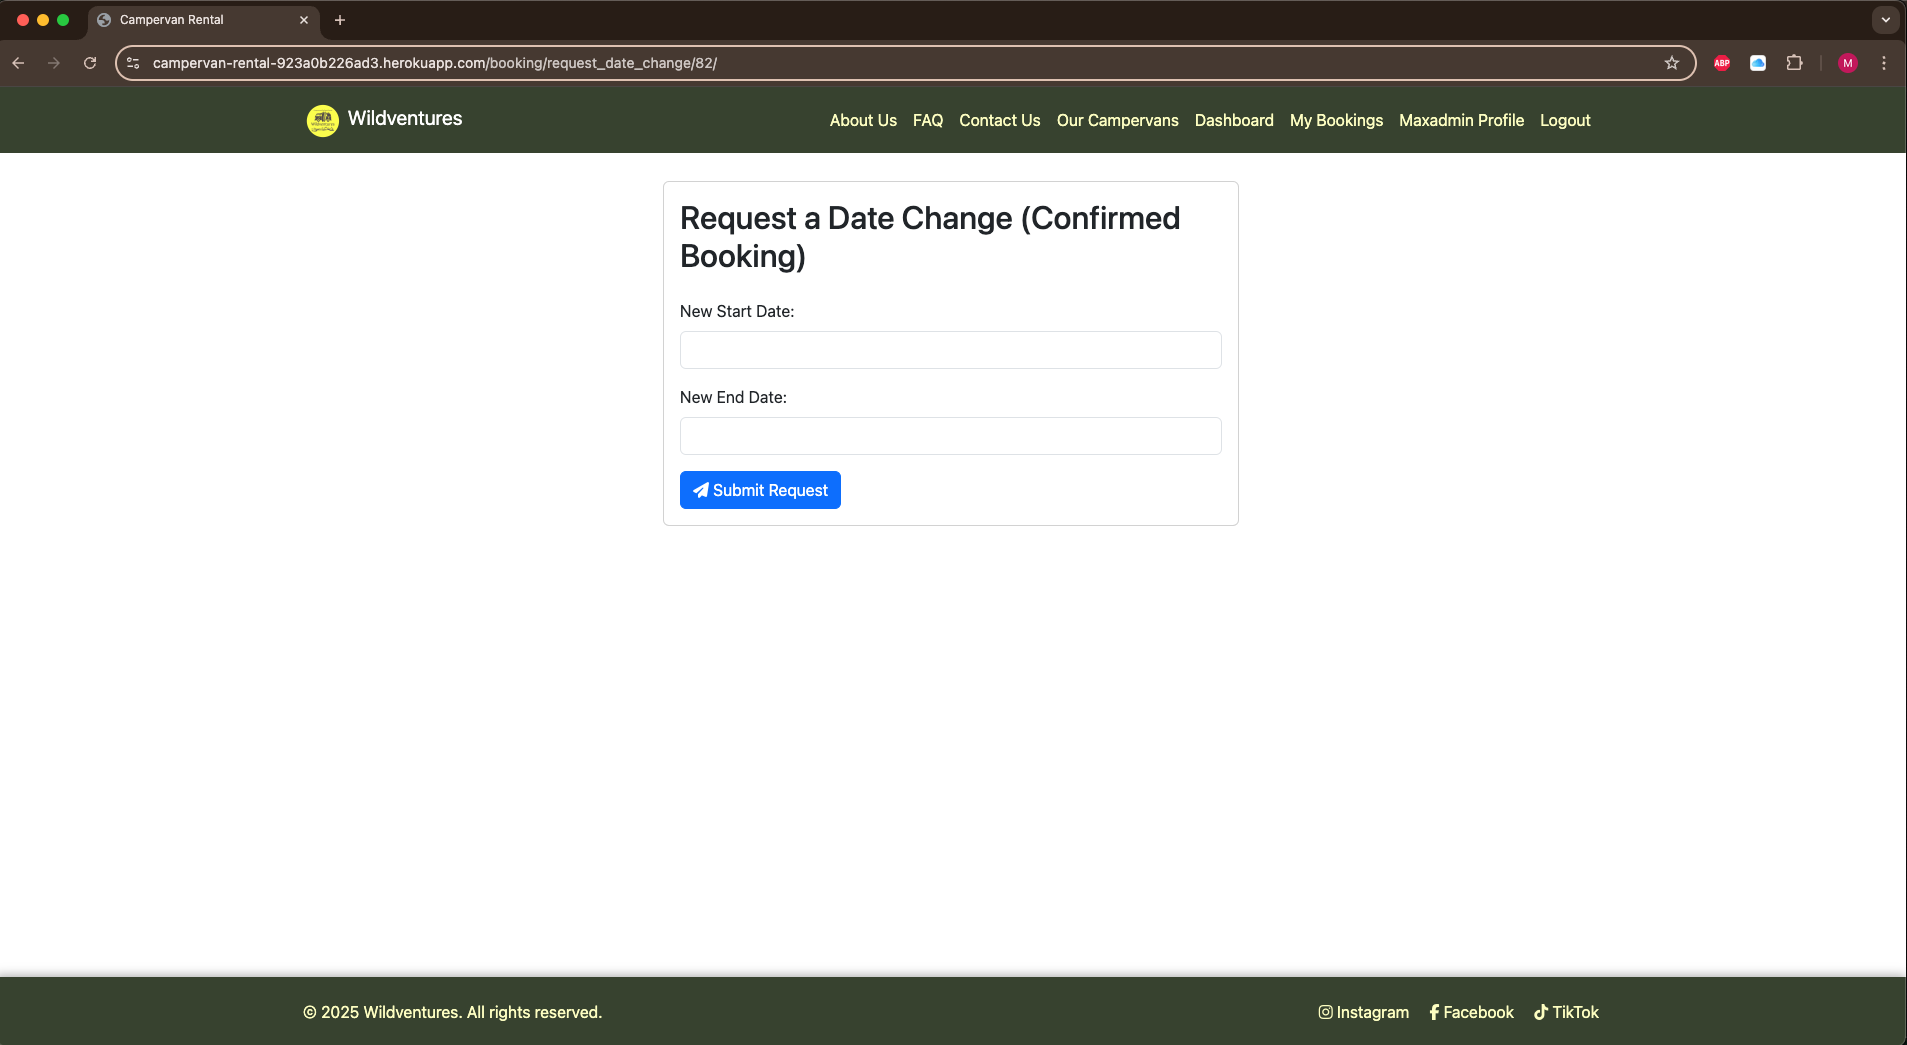 Campervan Rental
campervan-rental-923a0b226ad3.herokuapp.com/booking/request_date_change/82/
ABP
M
Wildventures
About Us FAQ Contact Us Our Campervans Dashboard My Bookings Maxadmin Profile Logout
Request a Date Change (Confirmed
Booking)
New Start Date:
New End Date:
Submit Request
© 2025 Wildventures. All rights reserved.
Instagram Facebook TikTok